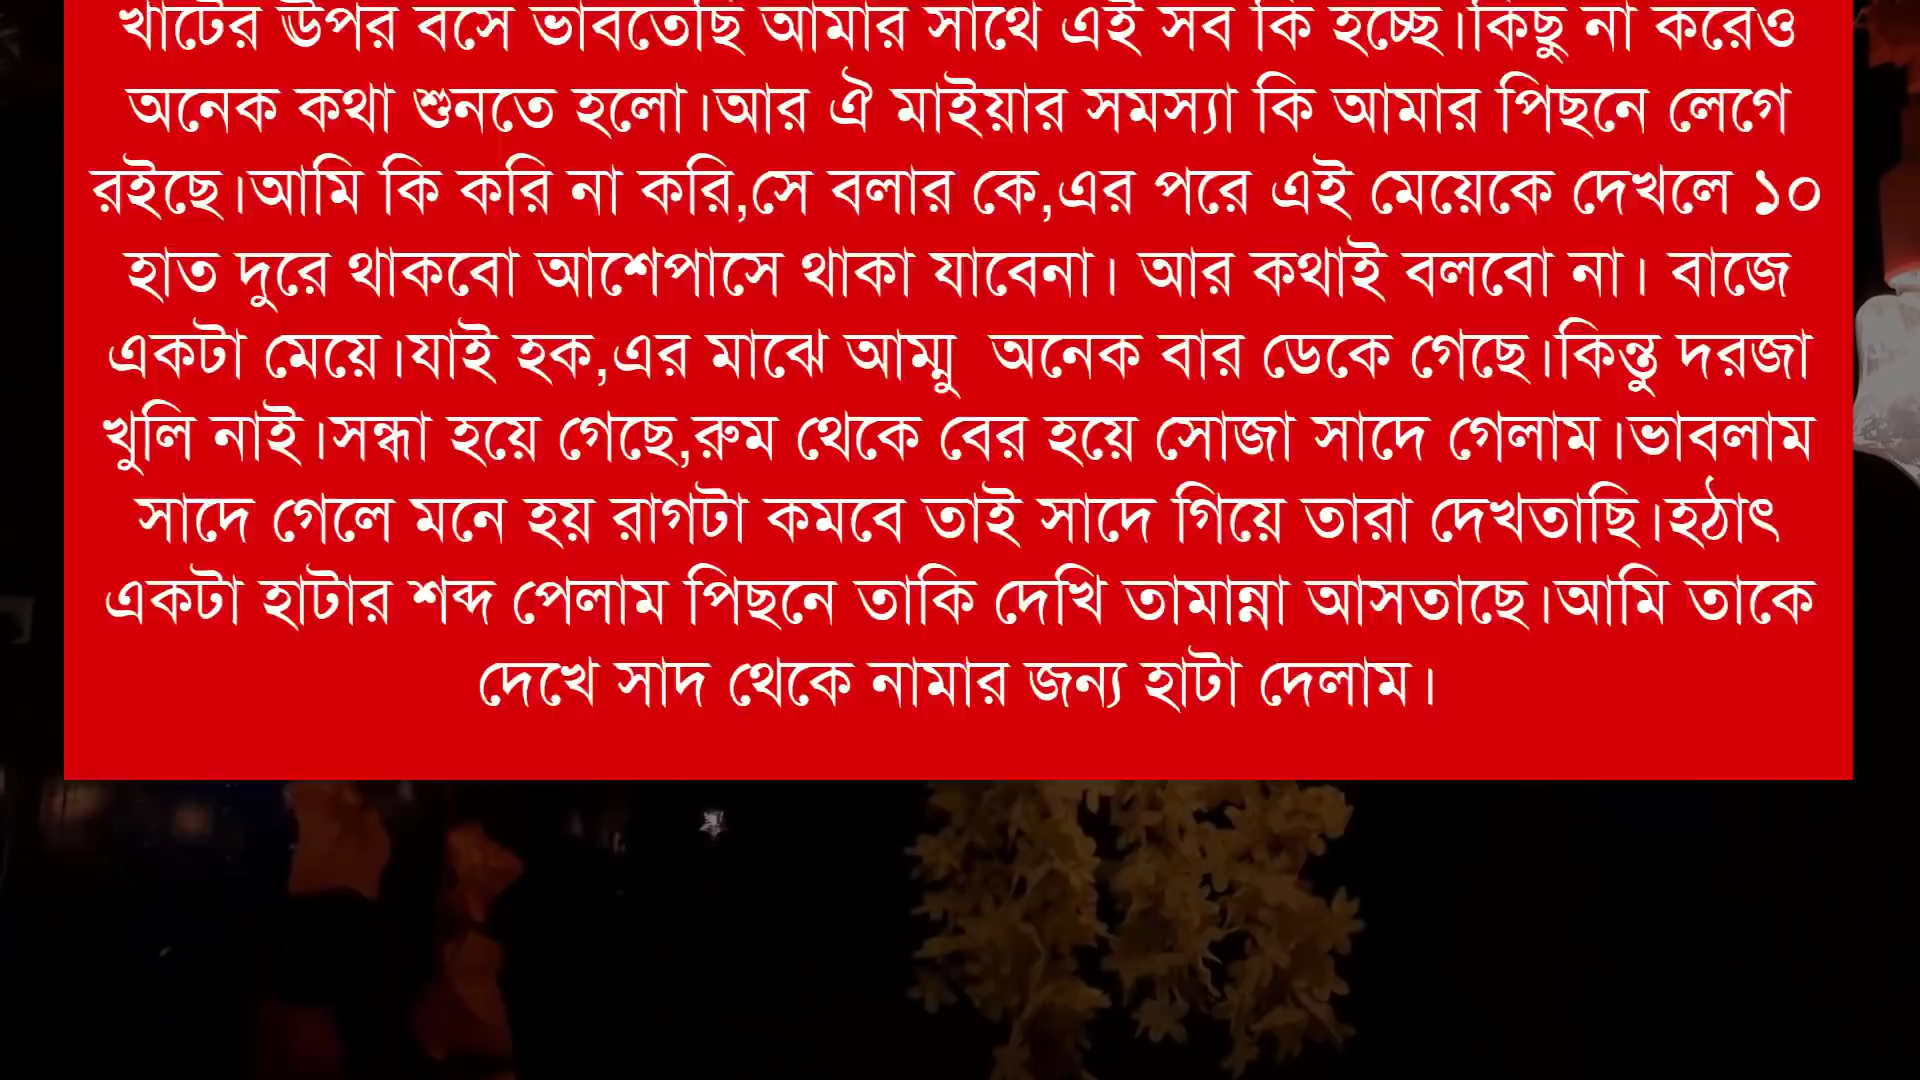 খাটের ঊপর বসে ভাবতেছি আমার সাথে এই সব কি হচ্ছে।কিছু না করেও
অনেক কথা শুনতে হলো।আর ঐ মাইয়ার সমস্যা কি আমার পিছনে লেগে
রইছে।আমি কি করি না করি,সে বলার কে,এর পরে এই মেয়েকে দেখলে ১০
হাত দুরে থাকবো আশেপাসে থাকা যাবেনা। আর কথাই বলবো না। বাজে
একটা মেয়ে।যাই হক,এর মাঝে আম্মু অনেক বার ডেকে গেছে।কিন্তু দরজা
খুলি নাই।সন্ধা হয়ে গেছে,রুম থেকে বের হয়ে সোজা সাদে গেলাম।ভাবলাম
সাদে গেলে মনে হয় রাগটা কমবে তাই সাদে গিয়ে তারা দেখতাছি।হঠাৎ
একটা হাটার শব্দ পেলাম পিছনে তাকি দেখি তামান্না আসতাছে।আমি তাকে
দেখে সাদ থেকে নামার জন্য হাটা দেলাম।